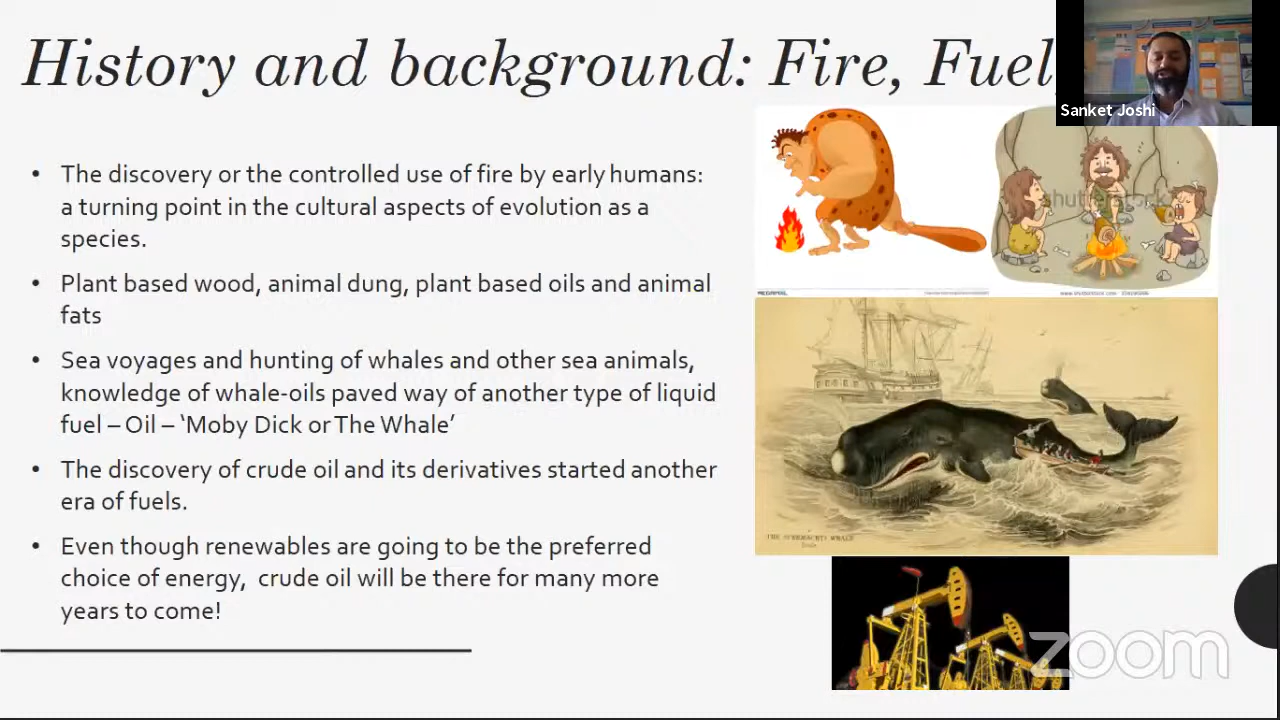 History and background: Fire, Fuel,
Sanket Joshi
• The discovery or the controlled use of fire by early humans:
a turning point in the cultural aspects of evolution as a
species.
• Plant based wood, animal dung, plant based oils and animal
fats
• Sea voyages and hunting of whales and other sea animals,
knowledge of whale-oils paved way of another type of liquid
fuel – Oil – ‘Moby Dick or The Whale’
• The discovery of crude oil and its derivatives started another
era of fuels.
• Even though renewables are going to be the preferred
choice of energy,  crude oil will be there for many more
years to come!
shutterstock
www.shutterstock.com
WHALE
zoom